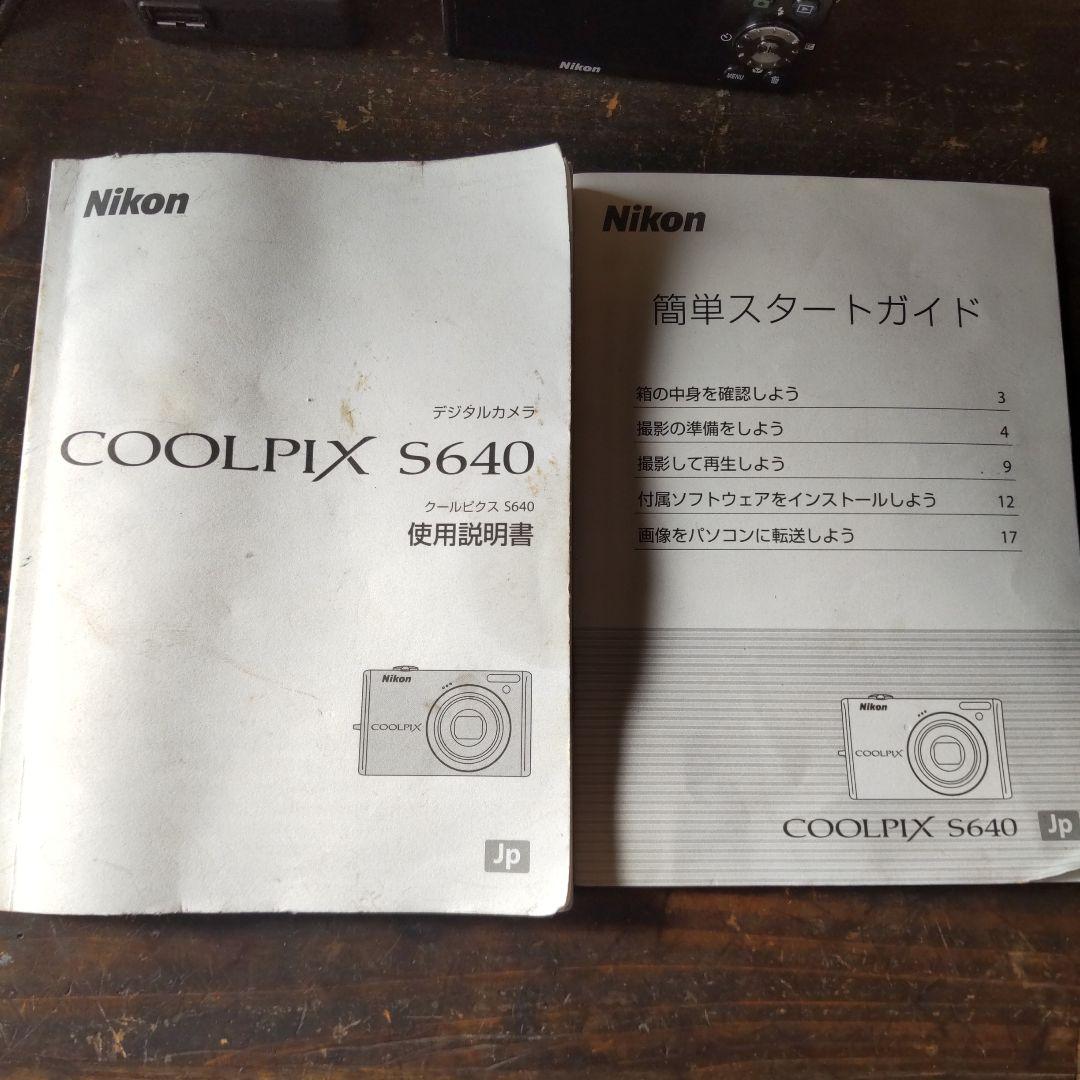 Nikon
MENU
Nikon
デジタルカメラ
COOLPIX S640
クールピクス S640
使用説明書
Nikon
COOLPIX
Jp
Nikon
簡単スタートガイド
箱の中身を確認しよう 3
撮影の準備をしよう 4
撮影して再生しよう 9
付属ソフトウェアをインストールしよう 12
画像をパソコンに転送しよう 17
Nikon
COOLPIX
COOLPIX S640
Jp